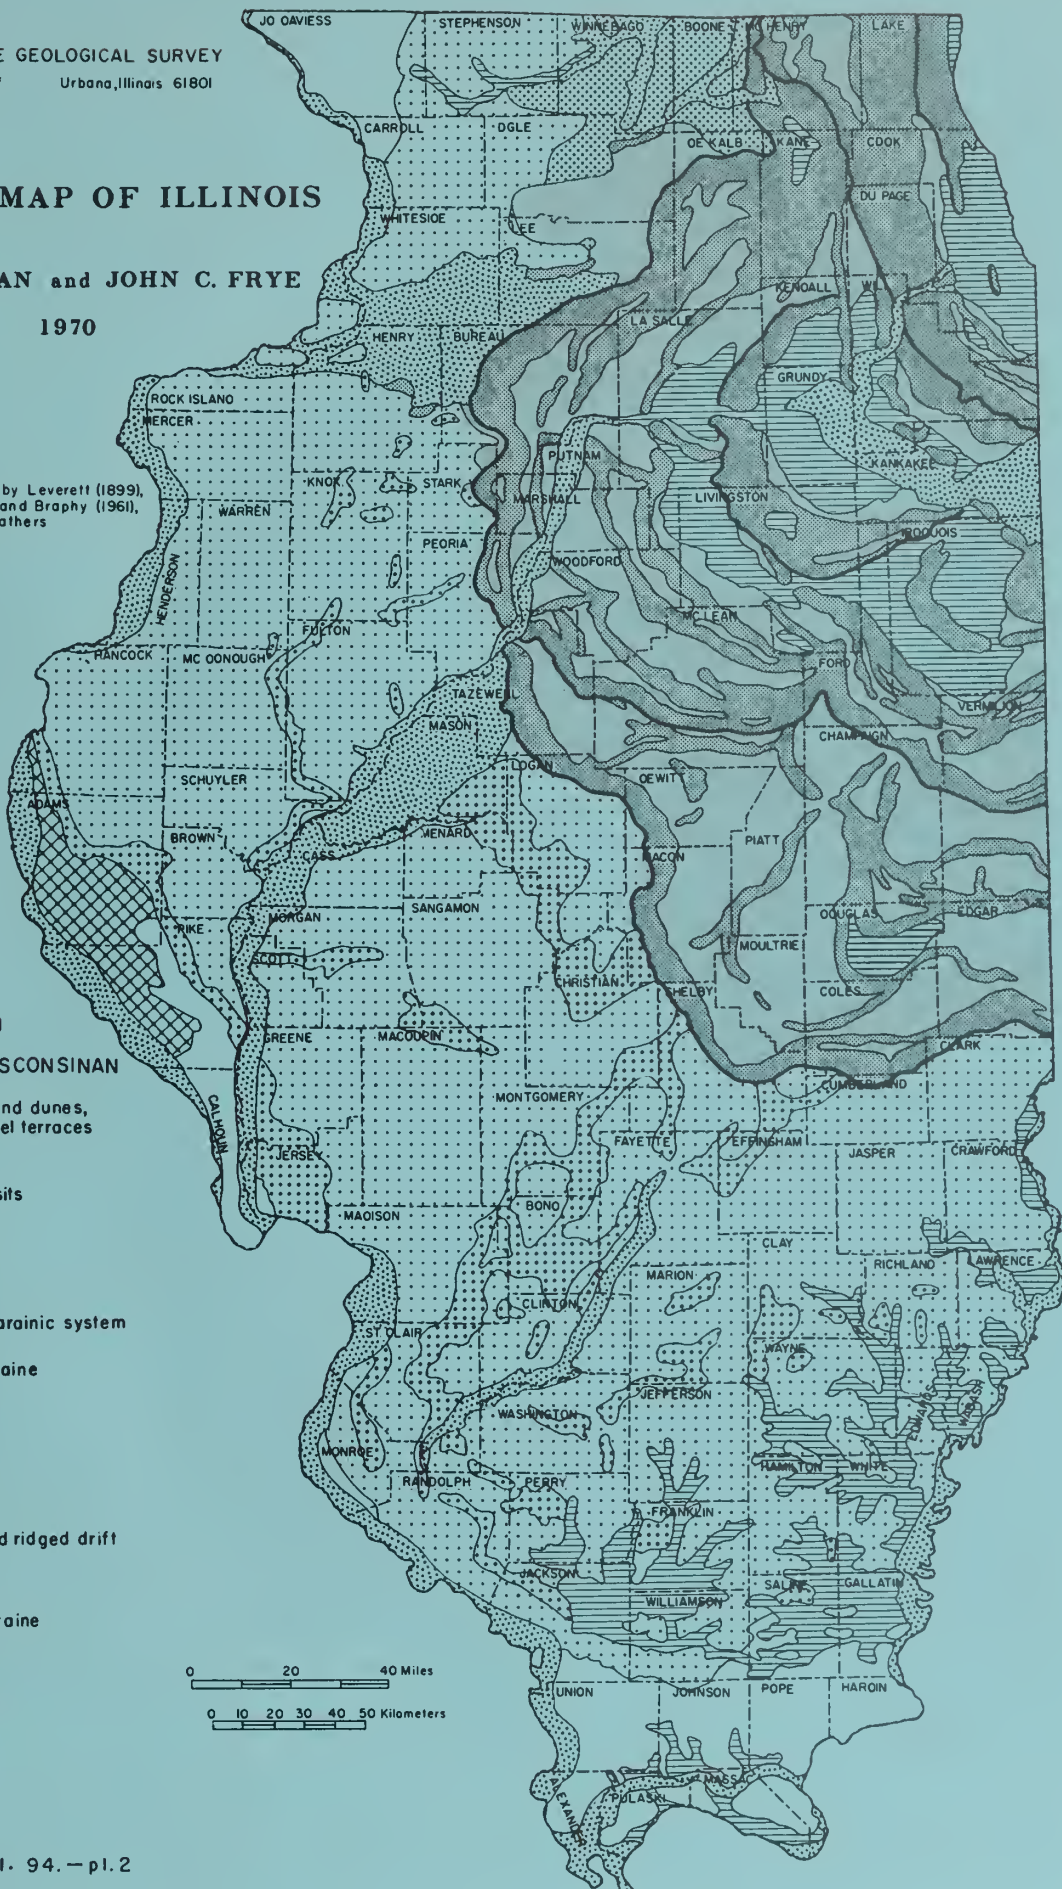 E GEOLOGICAL SURVEY
Urbana, Illinois 61801
MAP OF ILLINOIS
AN and JOHN C. FRYE
1970
by Leverett (1899),
and Braphy (1961),
athers
SCONSINAN
nd dunes,
el terraces
sits
arainic system
aine
d ridged drift
raine
0 20 40 Miles
0 10 20 30 40 50 Kilometers
l. 94.—pl.2
JO DAVIESS
STEPHENSON
WINNEBAGO
BOONE
MC HENRY
LAKE
CARROLL
OGLE
DE KALB
KANE
COOK
DU PAGE
WHITESIDE
LEE
KENDALL
WILL
LA SALLE
HENRY
BUREAU
GRUNDY
ROCK ISLAND
MERCER
PUTNAM
KANKAKEE
KNOX
STARK
MARSHALL
LIVINGSTON
WARREN
PEORIA
IROQUOIS
HENDERSON
WOODFORD
FULTON
MC LEAN
HANCOCK
MC DONOUGH
FORD
TAZEWELL
VERMILION
MASON
CHAMPAIGN
SCHUYLER
LOGAN
DEWITT
ADAMS
BROWN
CASS
MENARD
MACON
PIATT
MORGAN
SANGAMON
DOUGLAS
EDGAR
PIKE
SCOTT
MOULTRIE
CHRISTIAN
SHELBY
COLES
GREENE
MACOUPIN
CLARK
CUMBERLAND
CALHOUN
MONTGOMERY
JERSEY
FAYETTE
EFFINGHAM
JASPER
CRAWFORD
BOND
MADISON
CLAY
RICHLAND
LAWRENCE
MARION
CLINTON
ST CLAIR
WAYNE
JEFFERSON
WASHINGTON
EDWARDS
WABASH
MONROE
HAMILTON
WHITE
RANDOLPH
PERRY
FRANKLIN
JACKSON
SALINE
GALLATIN
WILLIAMSON
UNION
JOHNSON
POPE
HARDIN
ALEXANDER
PULASKI
MASSAC